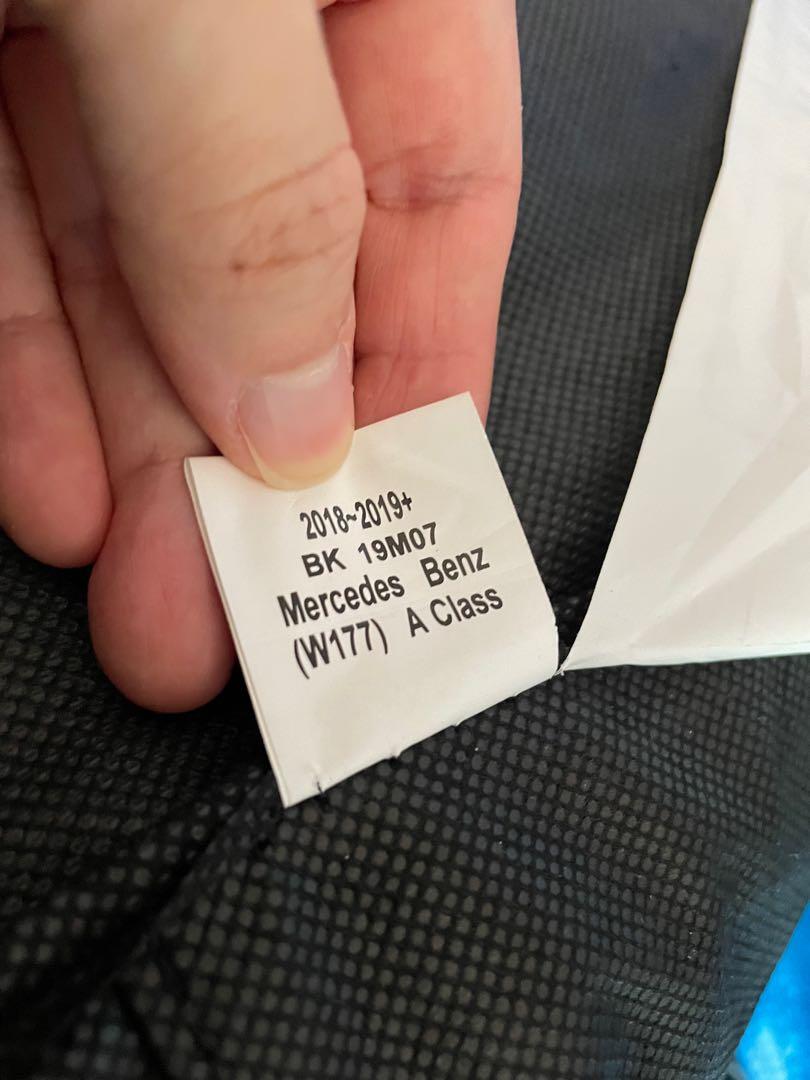 2018~2019+
BK 19M07
Mercedes Benz
(W177) A Class